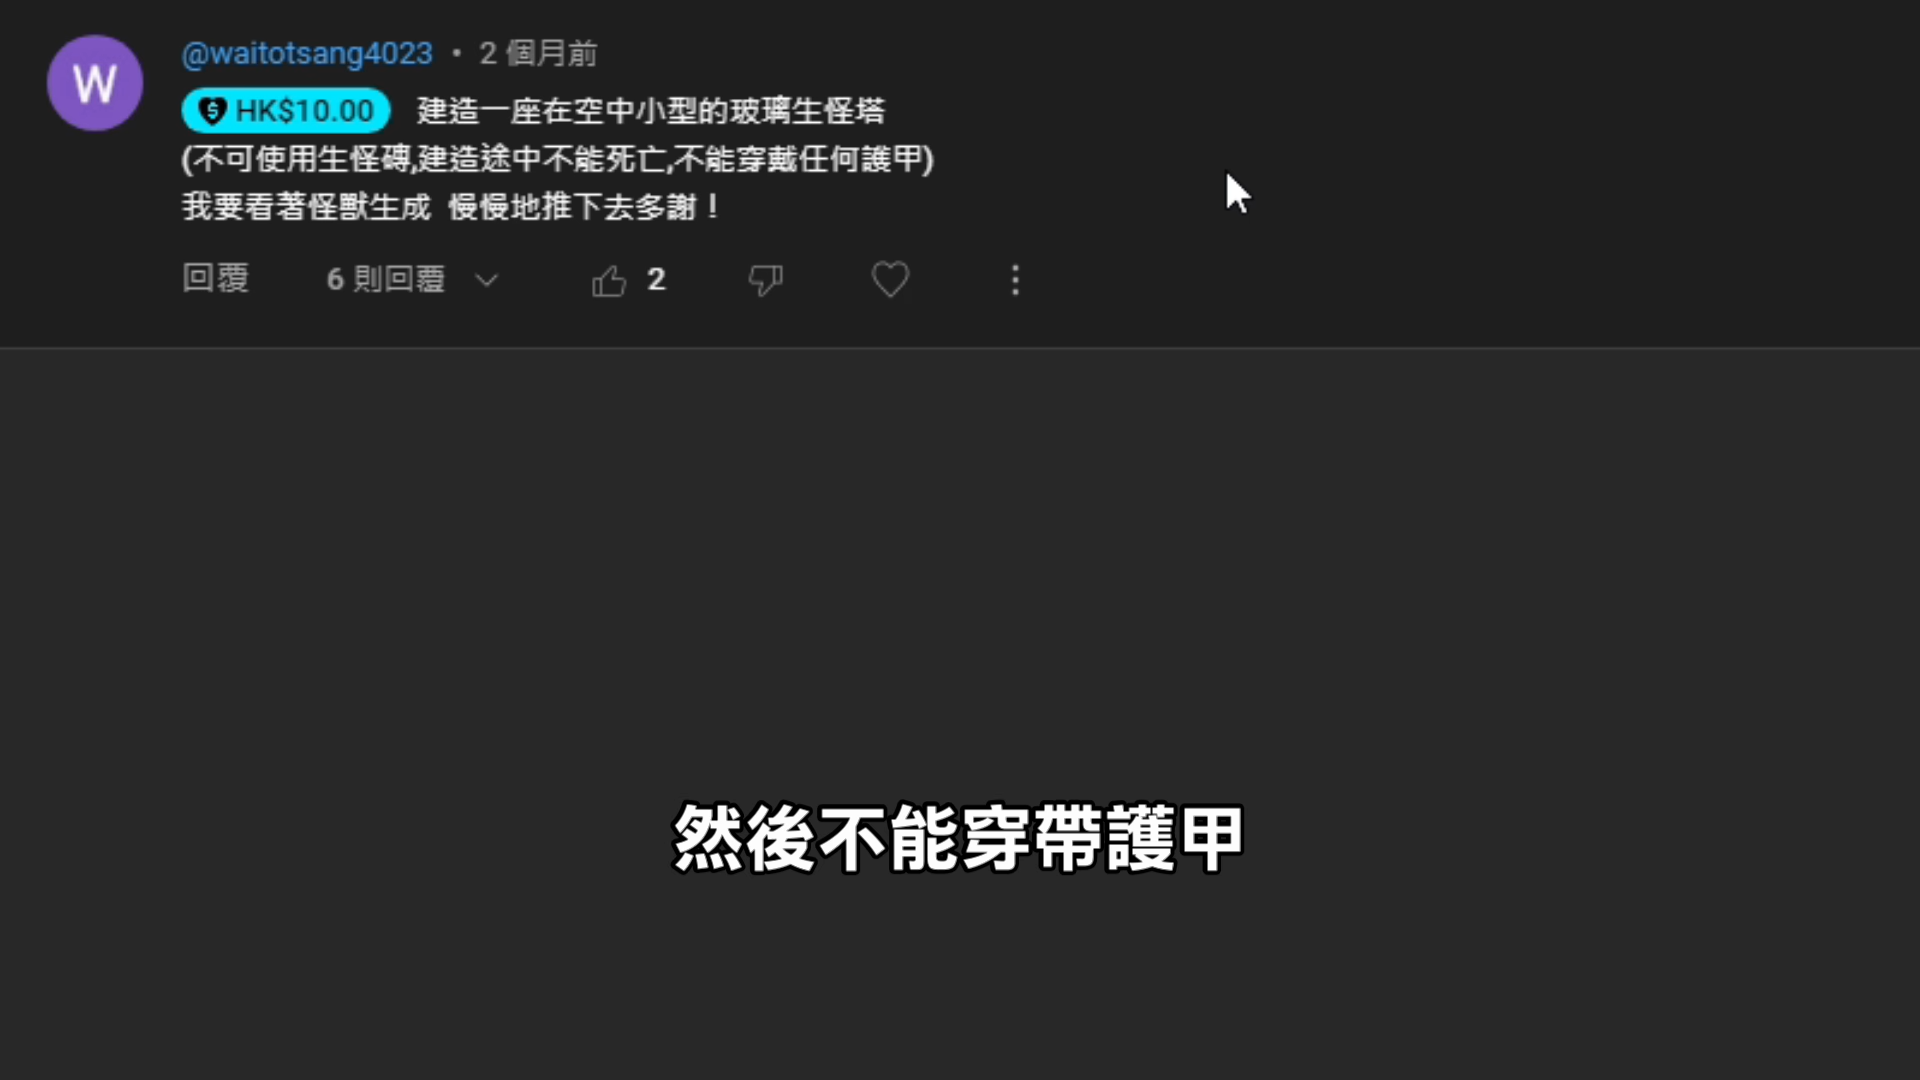 W
@waitotsang4023 • 2 個月前
HK$10.00 建造一座在空中小型的玻璃生怪塔
(不可使用生怪磚,建造途中不能死亡,不能穿戴任何護甲)
我要看著怪獸生成 慢慢地推下去多謝！
回覆 6 則回覆 2
然後不能穿帶護甲